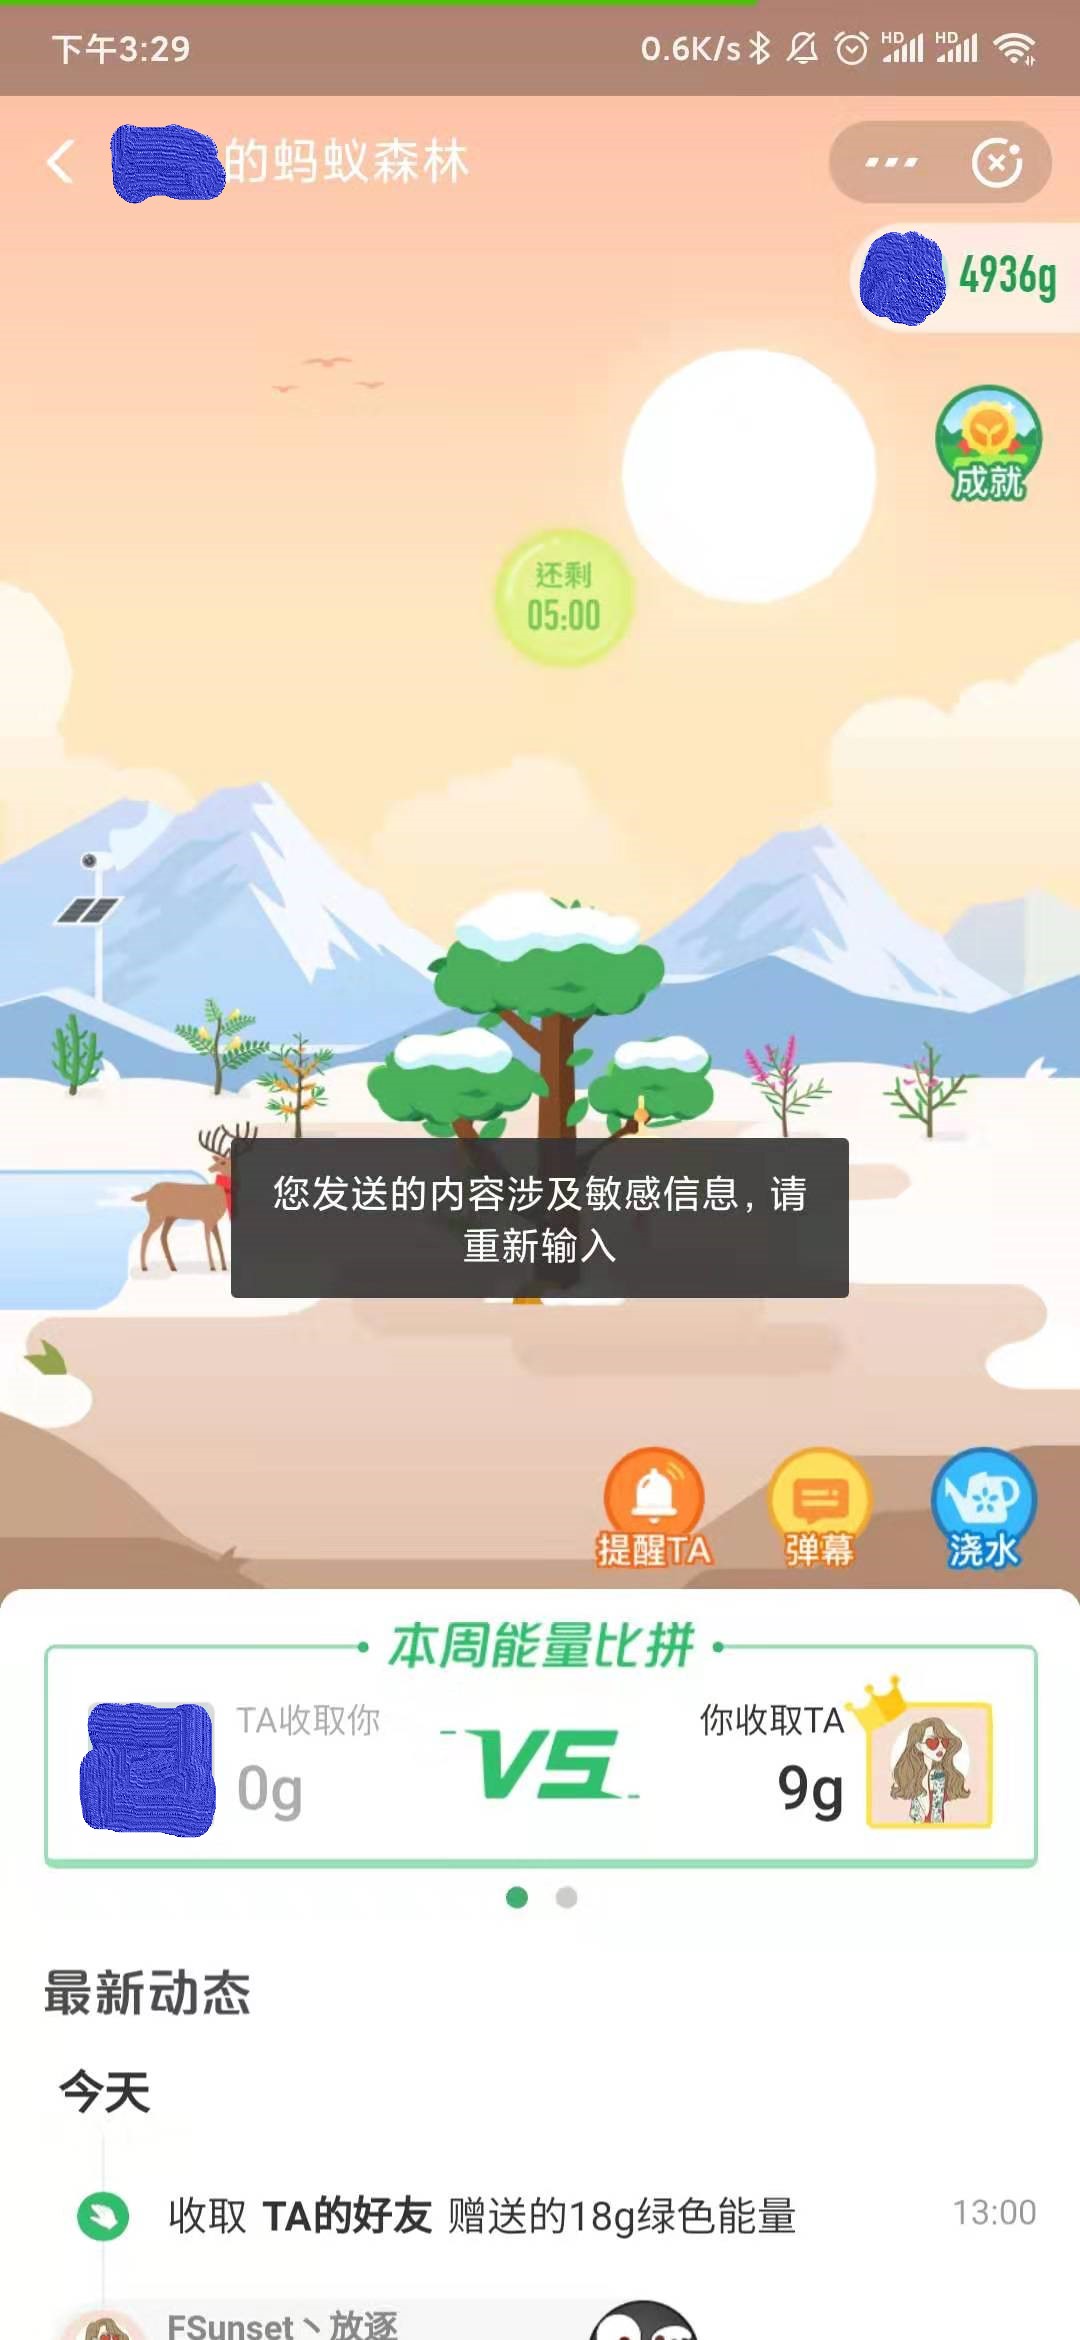 下午3:29
0.6K/s
HD
HD
的蚂蚁森林
4936g
成就
还剩
05:00
您发送的内容涉及敏感信息，请
重新输入
提醒TA
弹幕
浇水
本周能量比拼
TA收取你
0g
VS
你收取TA
9g
最新动态
今天
收取 TA的好友 赠送的18g绿色能量
13:00
FSunset丶放逐